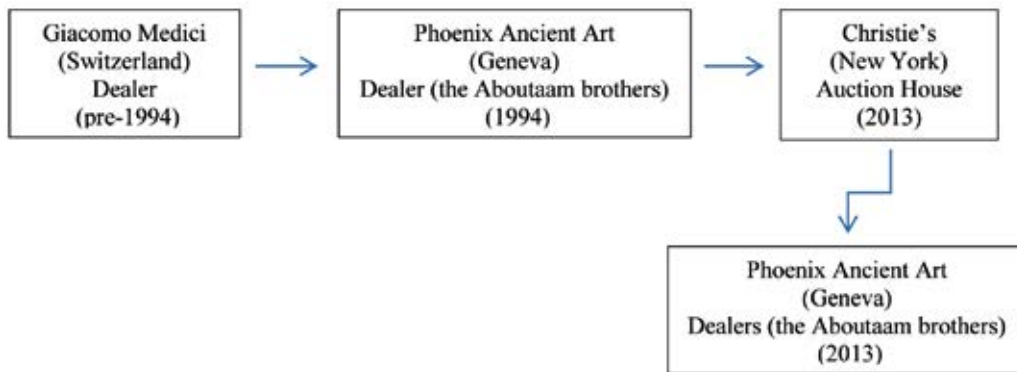 Giacomo Medici
(Switzerland)
Dealer
(pre-1994)
Phoenix Ancient Art
(Geneva)
Dealer (the Aboutaam brothers)
(1994)
Christie’s
(New York)
Auction House
(2013)
Phoenix Ancient Art
(Geneva)
Dealers (the Aboutaam brothers)
(2013)